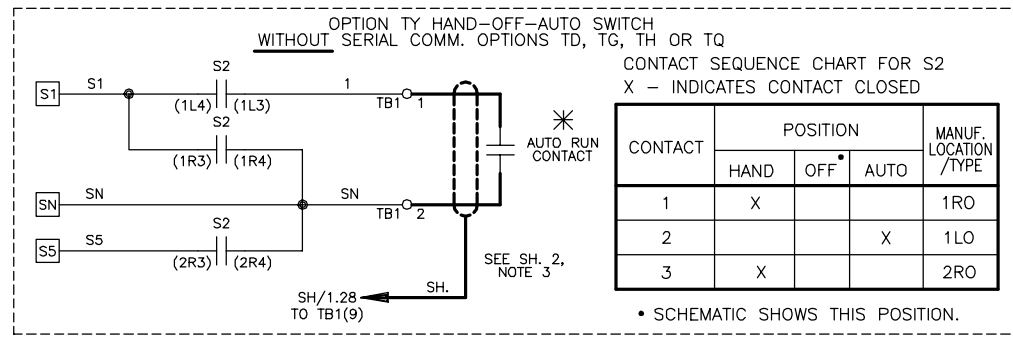 OPTION TY HAND-OFF-AUTO SWITCH
WITHOUT SERIAL COMM. OPTIONS TD, TG, TH OR TQ
S1
S1
S2
(1L4) (1L3)
1
TB1 1
S2
(1R3) (1R4)
AUTO RUN
CONTACT
SN
SN
SN
TB1 2
S5
S5
S2
(2R3) (2R4)
SEE SH. 2,
NOTE 3
SH.
SH/1.28
TO TB1(9)
CONTACT SEQUENCE CHART FOR S2
X - INDICATES CONTACT CLOSED
CONTACT POSITION MANUF. LOCATION /TYPE
HAND OFF• AUTO
1 X 1RO
2 X 1LO
3 X 2RO
• SCHEMATIC SHOWS THIS POSITION.